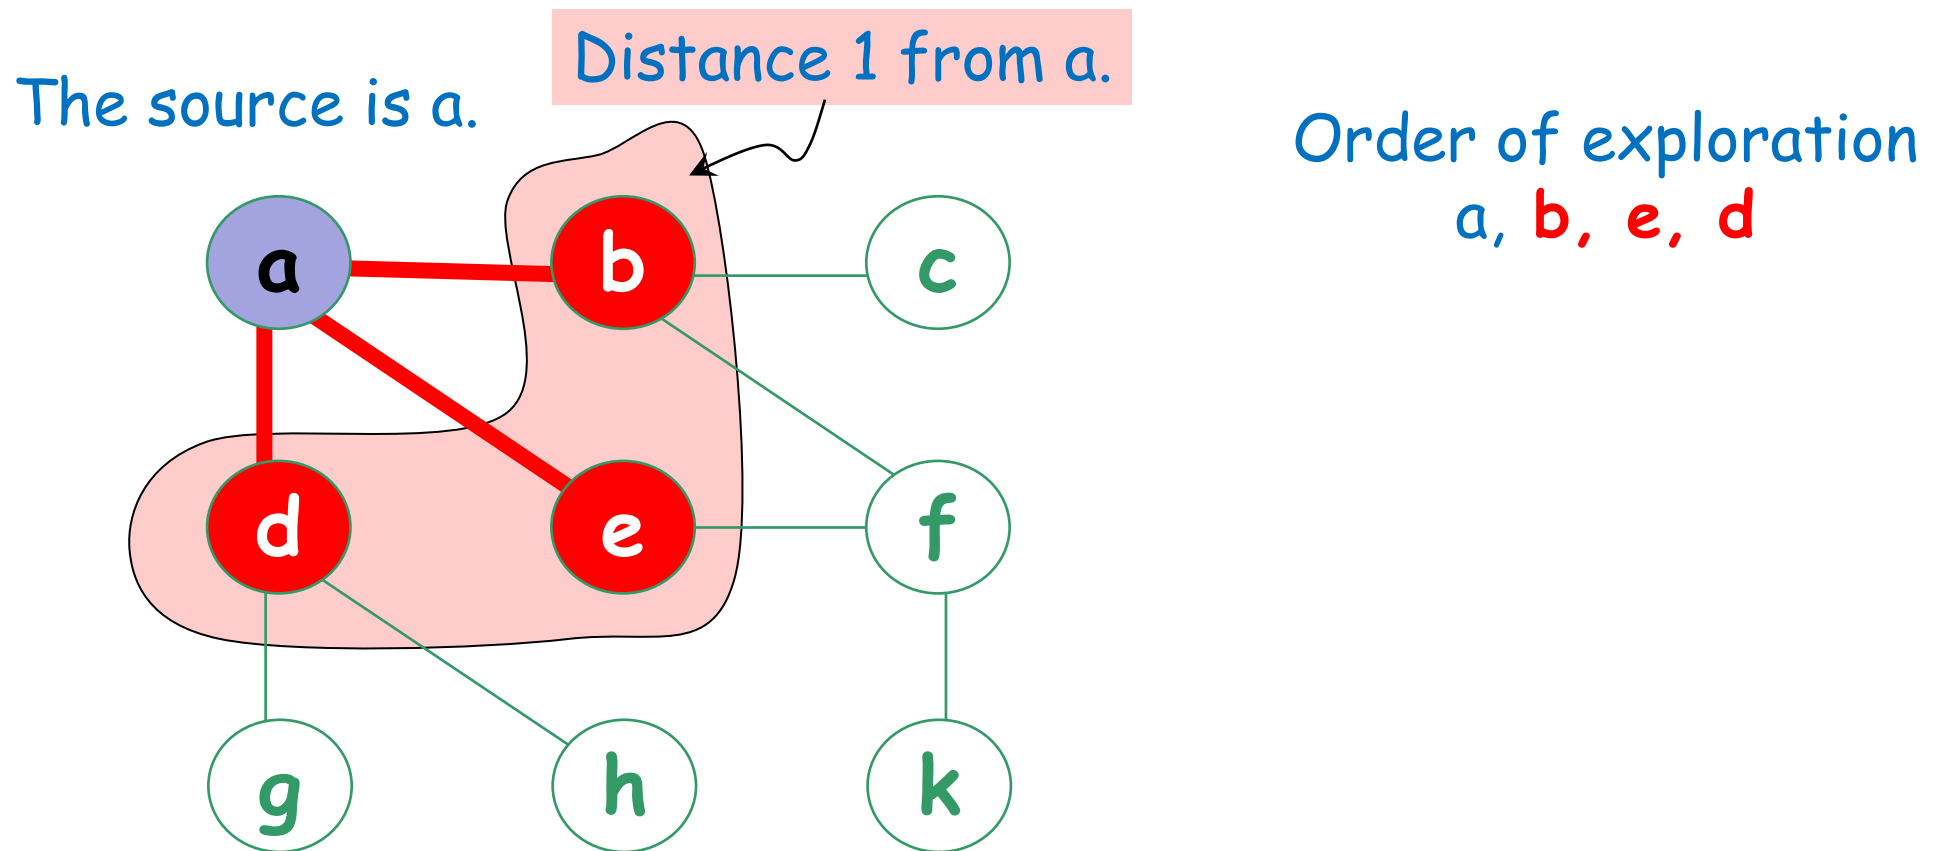 Distance 1 from a.
The source is a.
Order of exploration
a, b, e, d
a b c
d e f
g h k